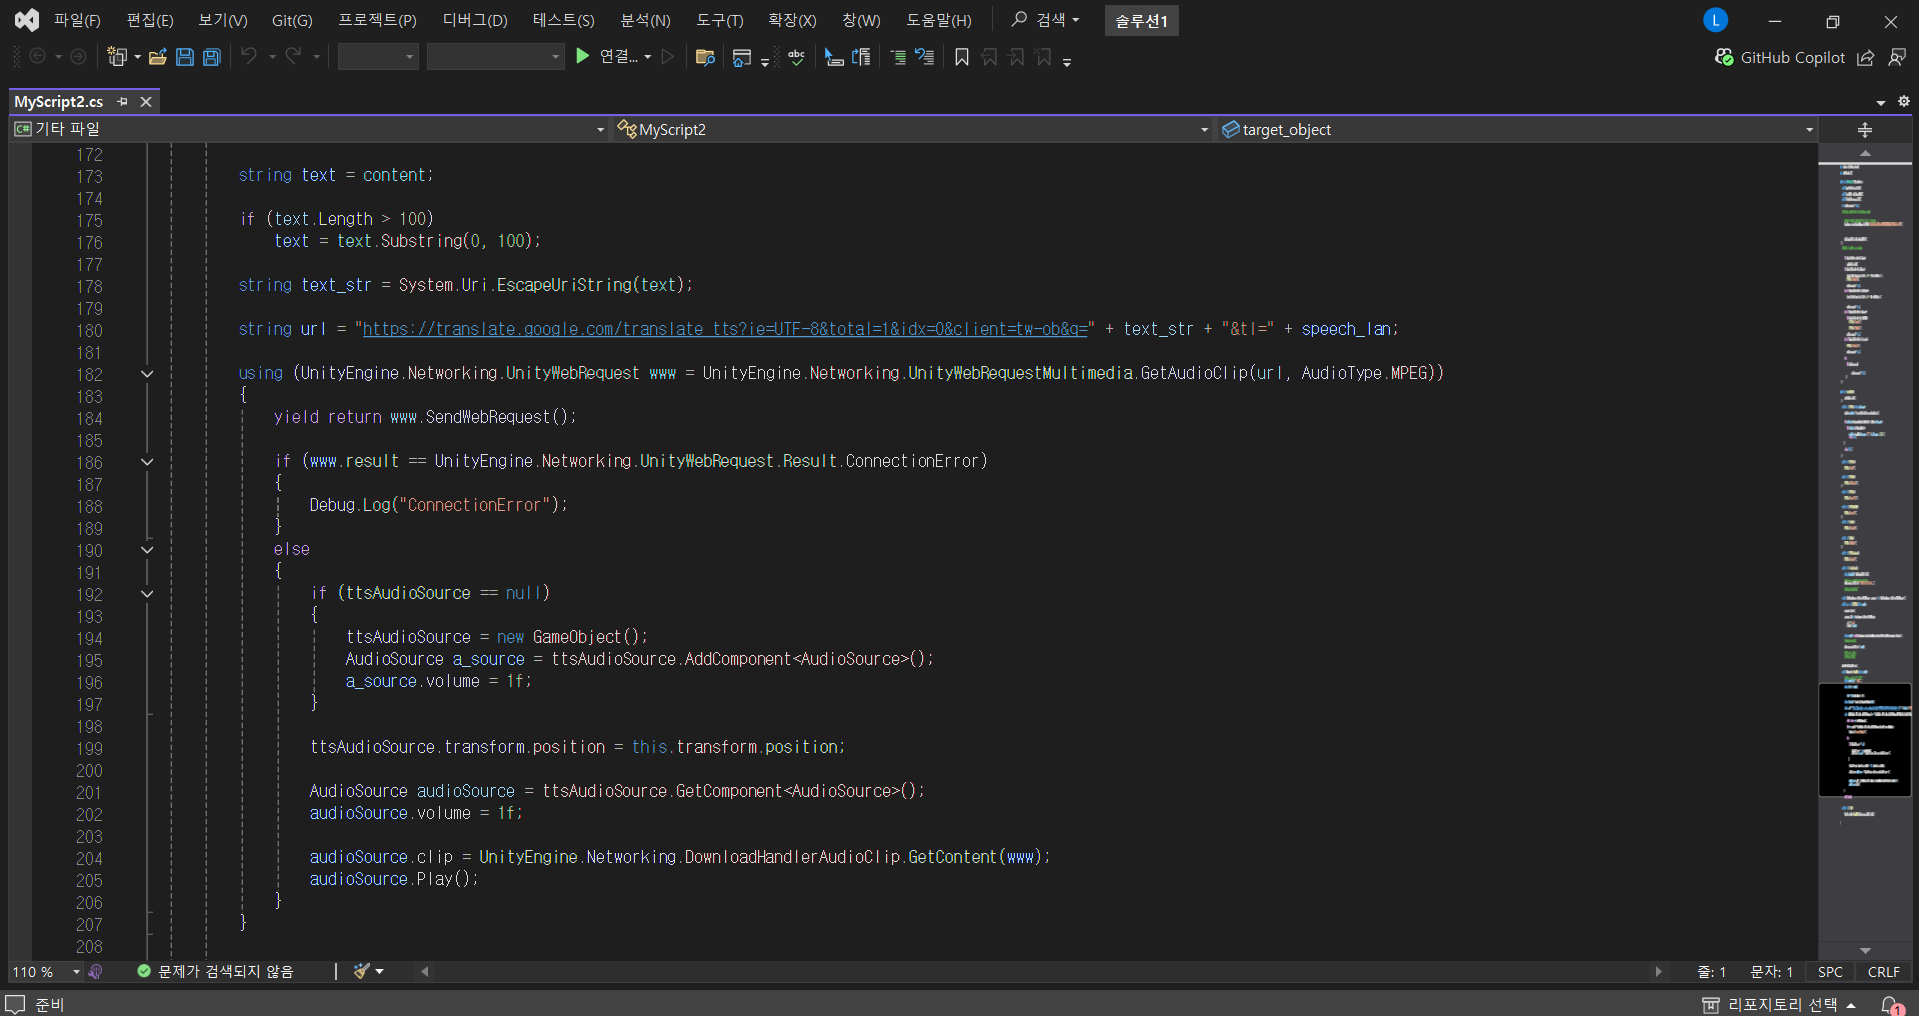 파일(F) 편집(E) 보기(V) Git(G) 프로젝트(P) 디버그(D) 테스트(S) 분석(N) 도구(T) 확장(X) 창(W) 도움말(H) 검색 솔루션1 L
연결... abc GitHub Copilot
MyScript2.cs
C# 기타 파일 MyScript2 target_object
172
173 string text = content;
174
175 if (text.Length > 100)
176 text = text.Substring(0, 100);
177
178 string text_str = System.Uri.EscapeUriString(text);
179
180 string url = "https://translate.google.com/translate_tts?ie=UTF-8&total=1&idx=0&client=tw-ob&q=" + text_str + "&tl=" + speech_lan;
181
182 using (UnityEngine.Networking.UnityWebRequest www = UnityEngine.Networking.UnityWebRequestMultimedia.GetAudioClip(url, AudioType.MPEG))
183 {
184 yield return www.SendWebRequest();
185
186 if (www.result == UnityEngine.Networking.UnityWebRequest.Result.ConnectionError)
187 {
188 Debug.Log("ConnectionError");
189 }
190 else
191 {
192 if (ttsAudioSource == null)
193 {
194 ttsAudioSource = new GameObject();
195 AudioSource a_source = ttsAudioSource.AddComponent<AudioSource>();
196 a_source.volume = 1f;
197 }
198
199 ttsAudioSource.transform.position = this.transform.position;
200
201 AudioSource audioSource = ttsAudioSource.GetComponent<AudioSource>();
202 audioSource.volume = 1f;
203
204 audioSource.clip = UnityEngine.Networking.DownloadHandlerAudioClip.GetContent(www);
205 audioSource.Play();
206 }
207 }
208
110 % 문제가 검색되지 않음 줄: 1 문자: 1 SPC CRLF
준비 리포지토리 선택 1